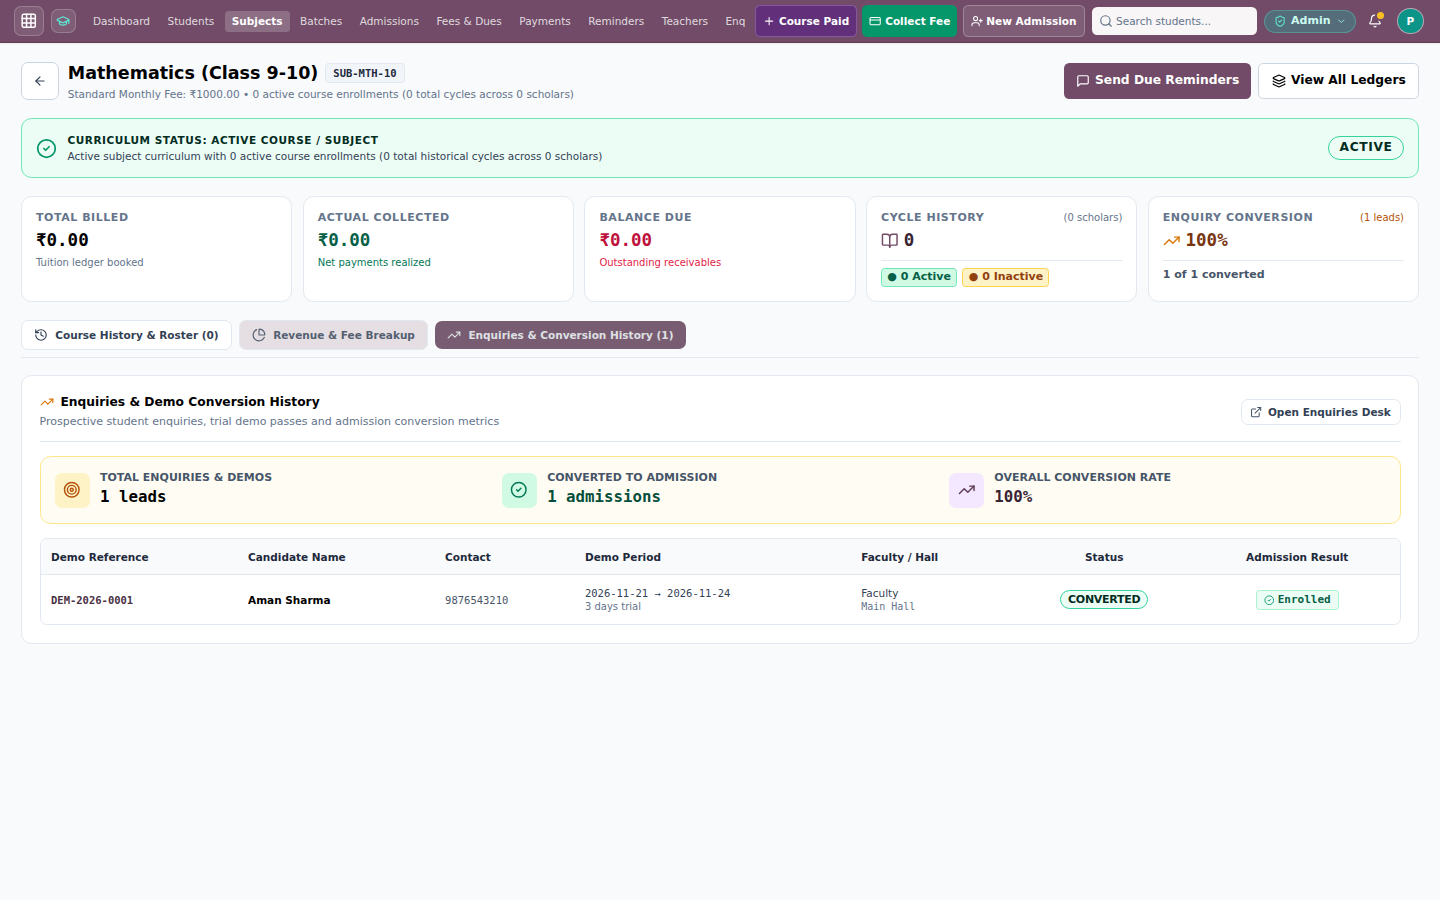 Dashboard Students Subjects Batches Admissions Fees & Dues Payments Reminders Teachers Enq Course Paid Collect Fee New Admission Search students... Admin P
Mathematics (Class 9-10) SUB-MTH-10
Standard Monthly Fee: ₹1000.00 • 0 active course enrollments (0 total cycles across 0 scholars)
Send Due Reminders View All Ledgers
CURRICULUM STATUS: ACTIVE COURSE / SUBJECT
Active subject curriculum with 0 active course enrollments (0 total historical cycles across 0 scholars)
ACTIVE
TOTAL BILLED
₹0.00
Tuition ledger booked
ACTUAL COLLECTED
₹0.00
Net payments realized
BALANCE DUE
₹0.00
Outstanding receivables
CYCLE HISTORY (0 scholars)
0
● 0 Active ● 0 Inactive
ENQUIRY CONVERSION (1 leads)
100%
1 of 1 converted
Course History & Roster (0) Revenue & Fee Breakup Enquiries & Conversion History (1)
Enquiries & Demo Conversion History
Prospective student enquiries, trial demo passes and admission conversion metrics
Open Enquiries Desk
TOTAL ENQUIRIES & DEMOS
1 leads
CONVERTED TO ADMISSION
1 admissions
OVERALL CONVERSION RATE
100%
Demo Reference Candidate Name Contact Demo Period Faculty / Hall Status Admission Result
DEM-2026-0001 Aman Sharma 9876543210 2026-11-21 → 2026-11-24 Faculty CONVERTED Enrolled
3 days trial Main Hall